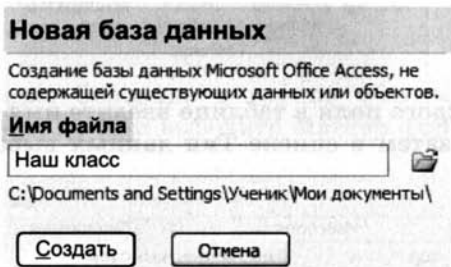 Новая база данных
Создание базы данных Microsoft Office Access, не
содержащей существующих данных или объектов.
Имя файла
Наш класс
C:\Documents and Settings\Ученик\Мои документы\
Создать
Отмена